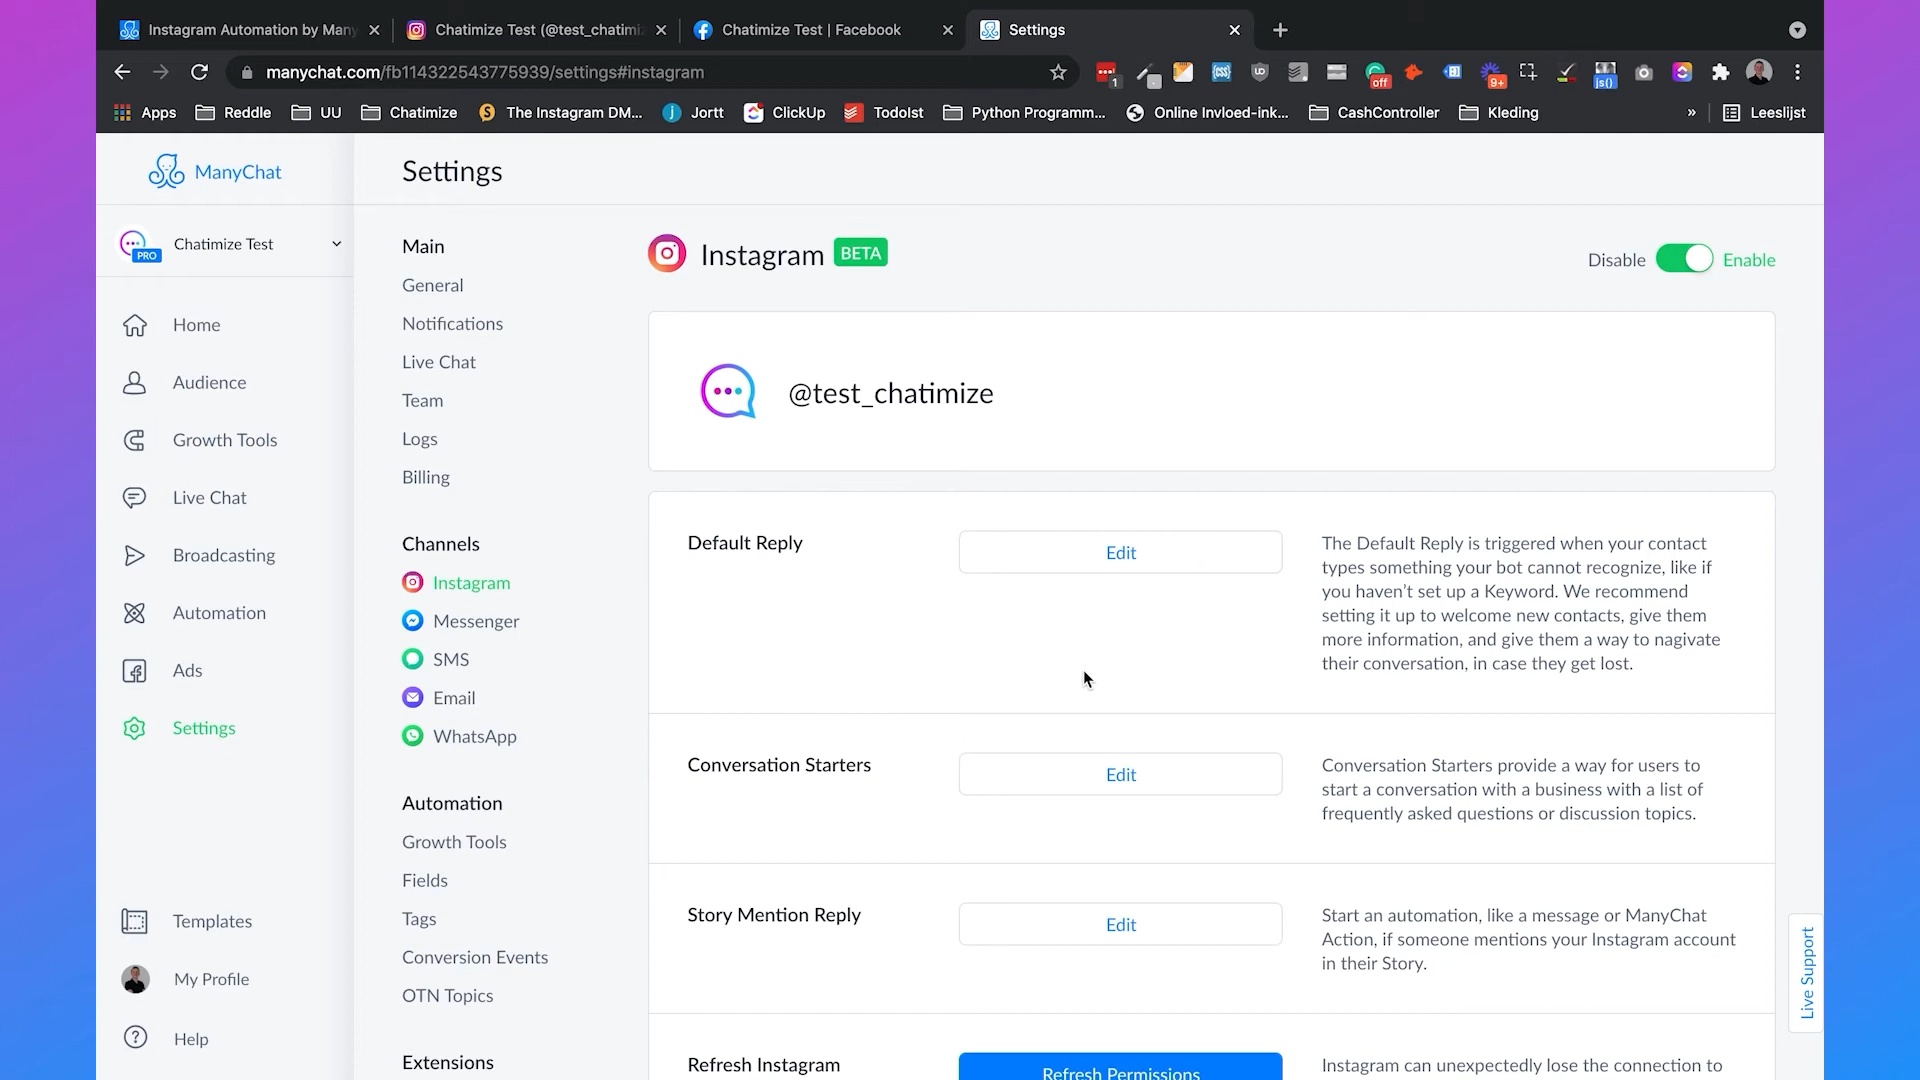 Instagram Automation by Many
Chatimize Test (@test_chatimiz
Chatimize Test | Facebook
Settings
manychat.com/fb114322543775939/settings#instagram
1
off
9+
js()
Apps
Reddle
UU
Chatimize
The Instagram DM...
Jortt
ClickUp
TodoIst
Python Programm...
Online Invloed-ink...
CashController
Kleding
»
Leeslijst
ManyChat
Settings
Chatimize Test
PRO
Home
Audience
Growth Tools
Live Chat
Broadcasting
Automation
Ads
Settings
Templates
My Profile
Help
Main
General
Notifications
Live Chat
Team
Logs
Billing
Channels
Instagram
Messenger
SMS
Email
WhatsApp
Automation
Growth Tools
Fields
Tags
Conversion Events
OTN Topics
Extensions
Instagram BETA
Disable
Enable
@test_chatimize
Default Reply
Edit
The Default Reply is triggered when your contact
types something your bot cannot recognize, like if
you haven't set up a Keyword. We recommend
setting it up to welcome new contacts, give them
more information, and give them a way to nagivate
their conversation, in case they get lost.
Conversation Starters
Edit
Conversation Starters provide a way for users to
start a conversation with a business with a list of
frequently asked questions or discussion topics.
Story Mention Reply
Edit
Start an automation, like a message or ManyChat
Action, if someone mentions your Instagram account
in their Story.
Refresh Instagram
Refresh Permissions
Instagram can unexpectedly lose the connection to
Live Support